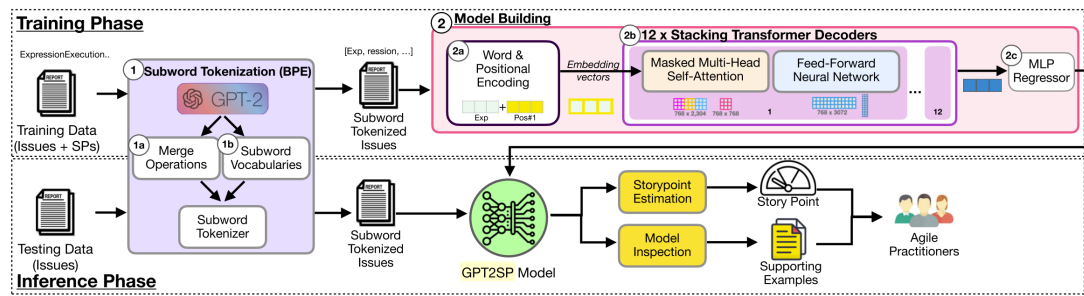 Training Phase
ExpressionExecution..
REPORT
Training Data
(Issues + SPs)
1
Subword Tokenization (BPE)
GPT-2
1a
Merge
Operations
1b
Subword
Vocabularies
Subword
Tokenizer
[Exp, ression, ...]
REPORT
Subword
Tokenized
Issues
2
Model Building
2a
Word &
Positional
Encoding
+
Exp
Pos#1
Embedding
vectors
2b
12 x Stacking Transformer Decoders
Masked Multi-Head
Self-Attention
768 x 2,304
768 x 768
Feed-Forward
Neural Network
768 x 3072
1
...
12
2c
MLP
Regressor
REPORT
Testing Data
(Issues)
Inference Phase
REPORT
Subword
Tokenized
Issues
GPT2SP Model
Storypoint
Estimation
Story Point
Model
Inspection
Supporting
Examples
Agile
Practitioners